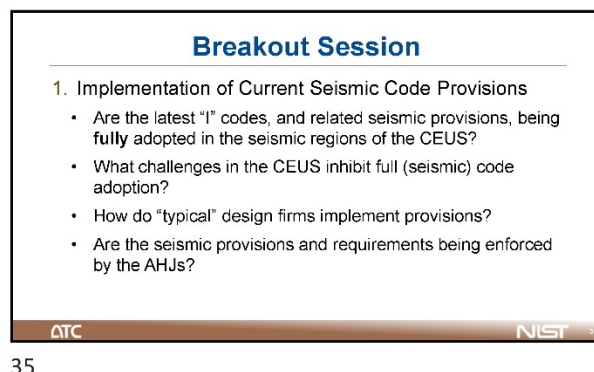 Breakout Session
1. Implementation of Current Seismic Code Provisions
• Are the latest "I" codes, and related seismic provisions, being
fully adopted in the seismic regions of the CEUS?
• What challenges in the CEUS inhibit full (seismic) code
adoption?
• How do "typical" design firms implement provisions?
• Are the seismic provisions and requirements being enforced
by the AHJs?
ATC NIST
35